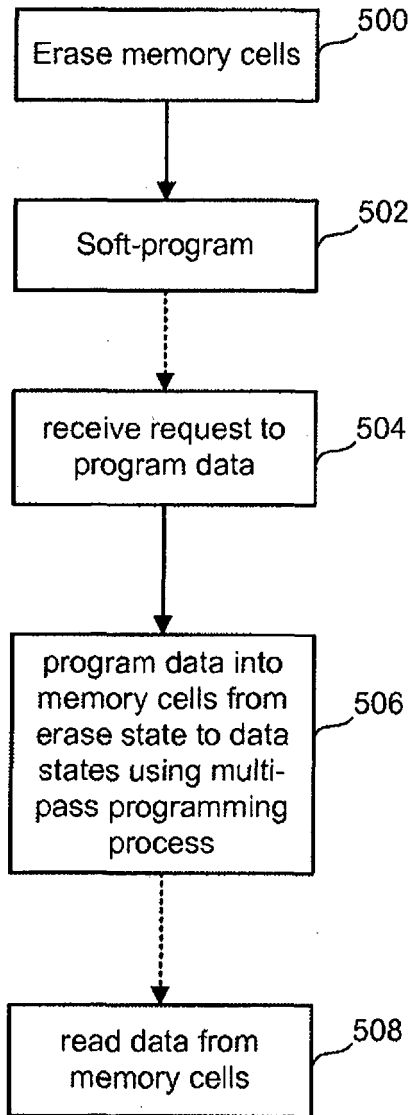 500
Erase memory cells
502
Soft-program
504
receive request to
program data
506
program data into
memory cells from
erase state to data
states using multi-
pass programming
process
508
read data from
memory cells